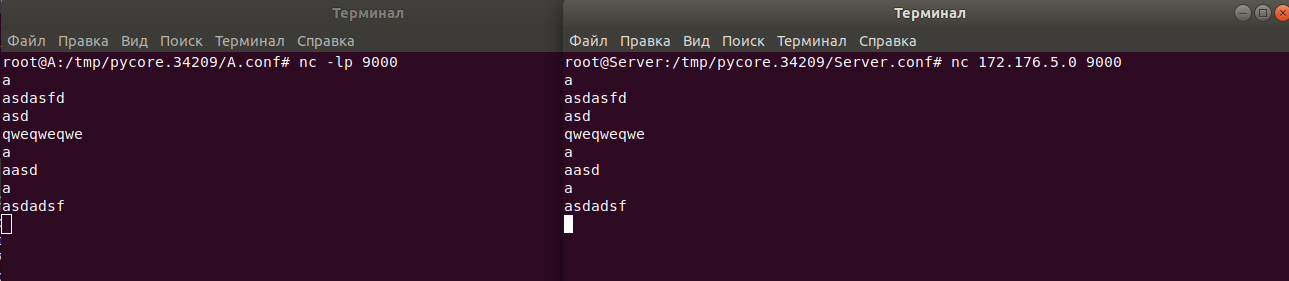 Терминал
Файл Правка Вид Поиск Терминал Справка
root@A:/tmp/pycore.34209/A.conf# nc -lp 9000
a
asdasfd
asd
qweqweqwe
a
aasd
a
asdadsf
Терминал
Файл Правка Вид Поиск Терминал Справка
root@Server:/tmp/pycore.34209/Server.conf# nc 172.176.5.0 9000
a
asdasfd
asd
qweqweqwe
a
aasd
a
asdadsf